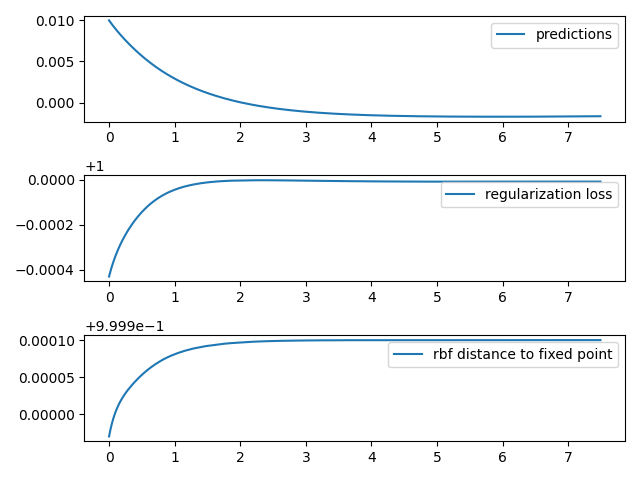 0.010
0.005
0.000
predictions
0 1 2 3 4 5 6 7
+1
0.0000
−0.0002
−0.0004
regularization loss
0 1 2 3 4 5 6 7
+9.999e−1
0.00010
0.00005
0.00000
rbf distance to fixed point
0 1 2 3 4 5 6 7